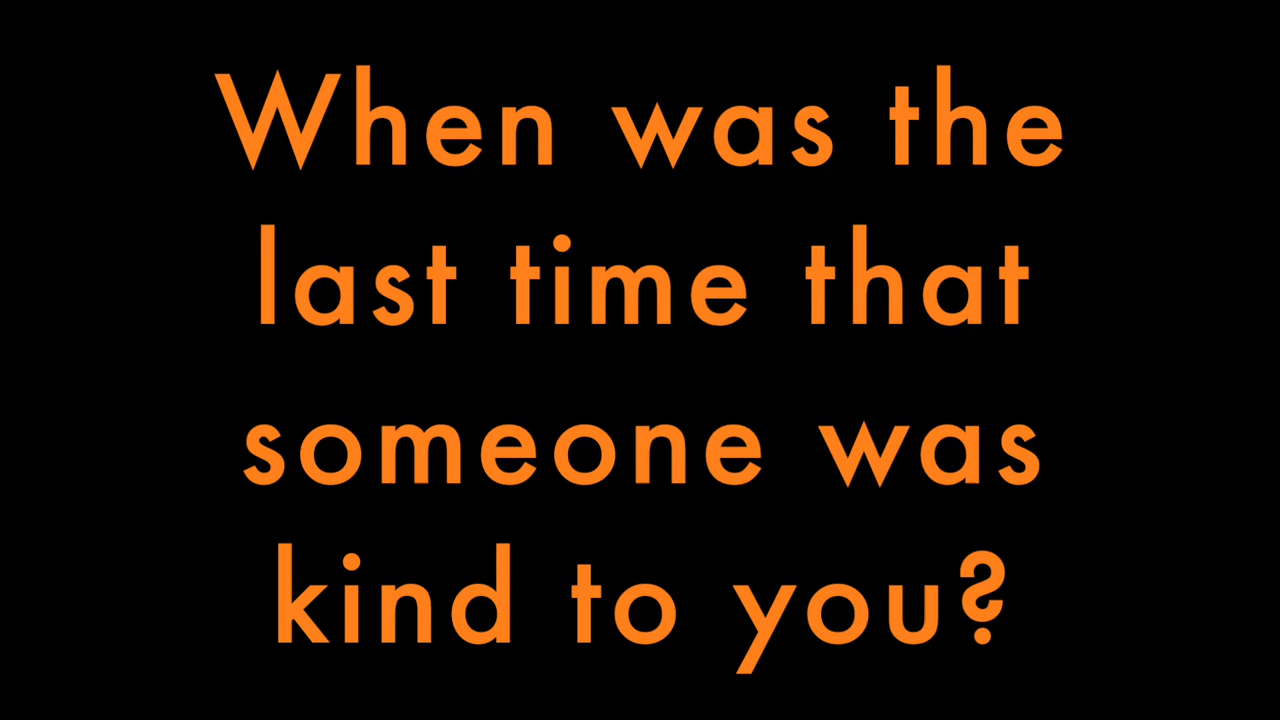 When was the
last time that
someone was
kind to you?